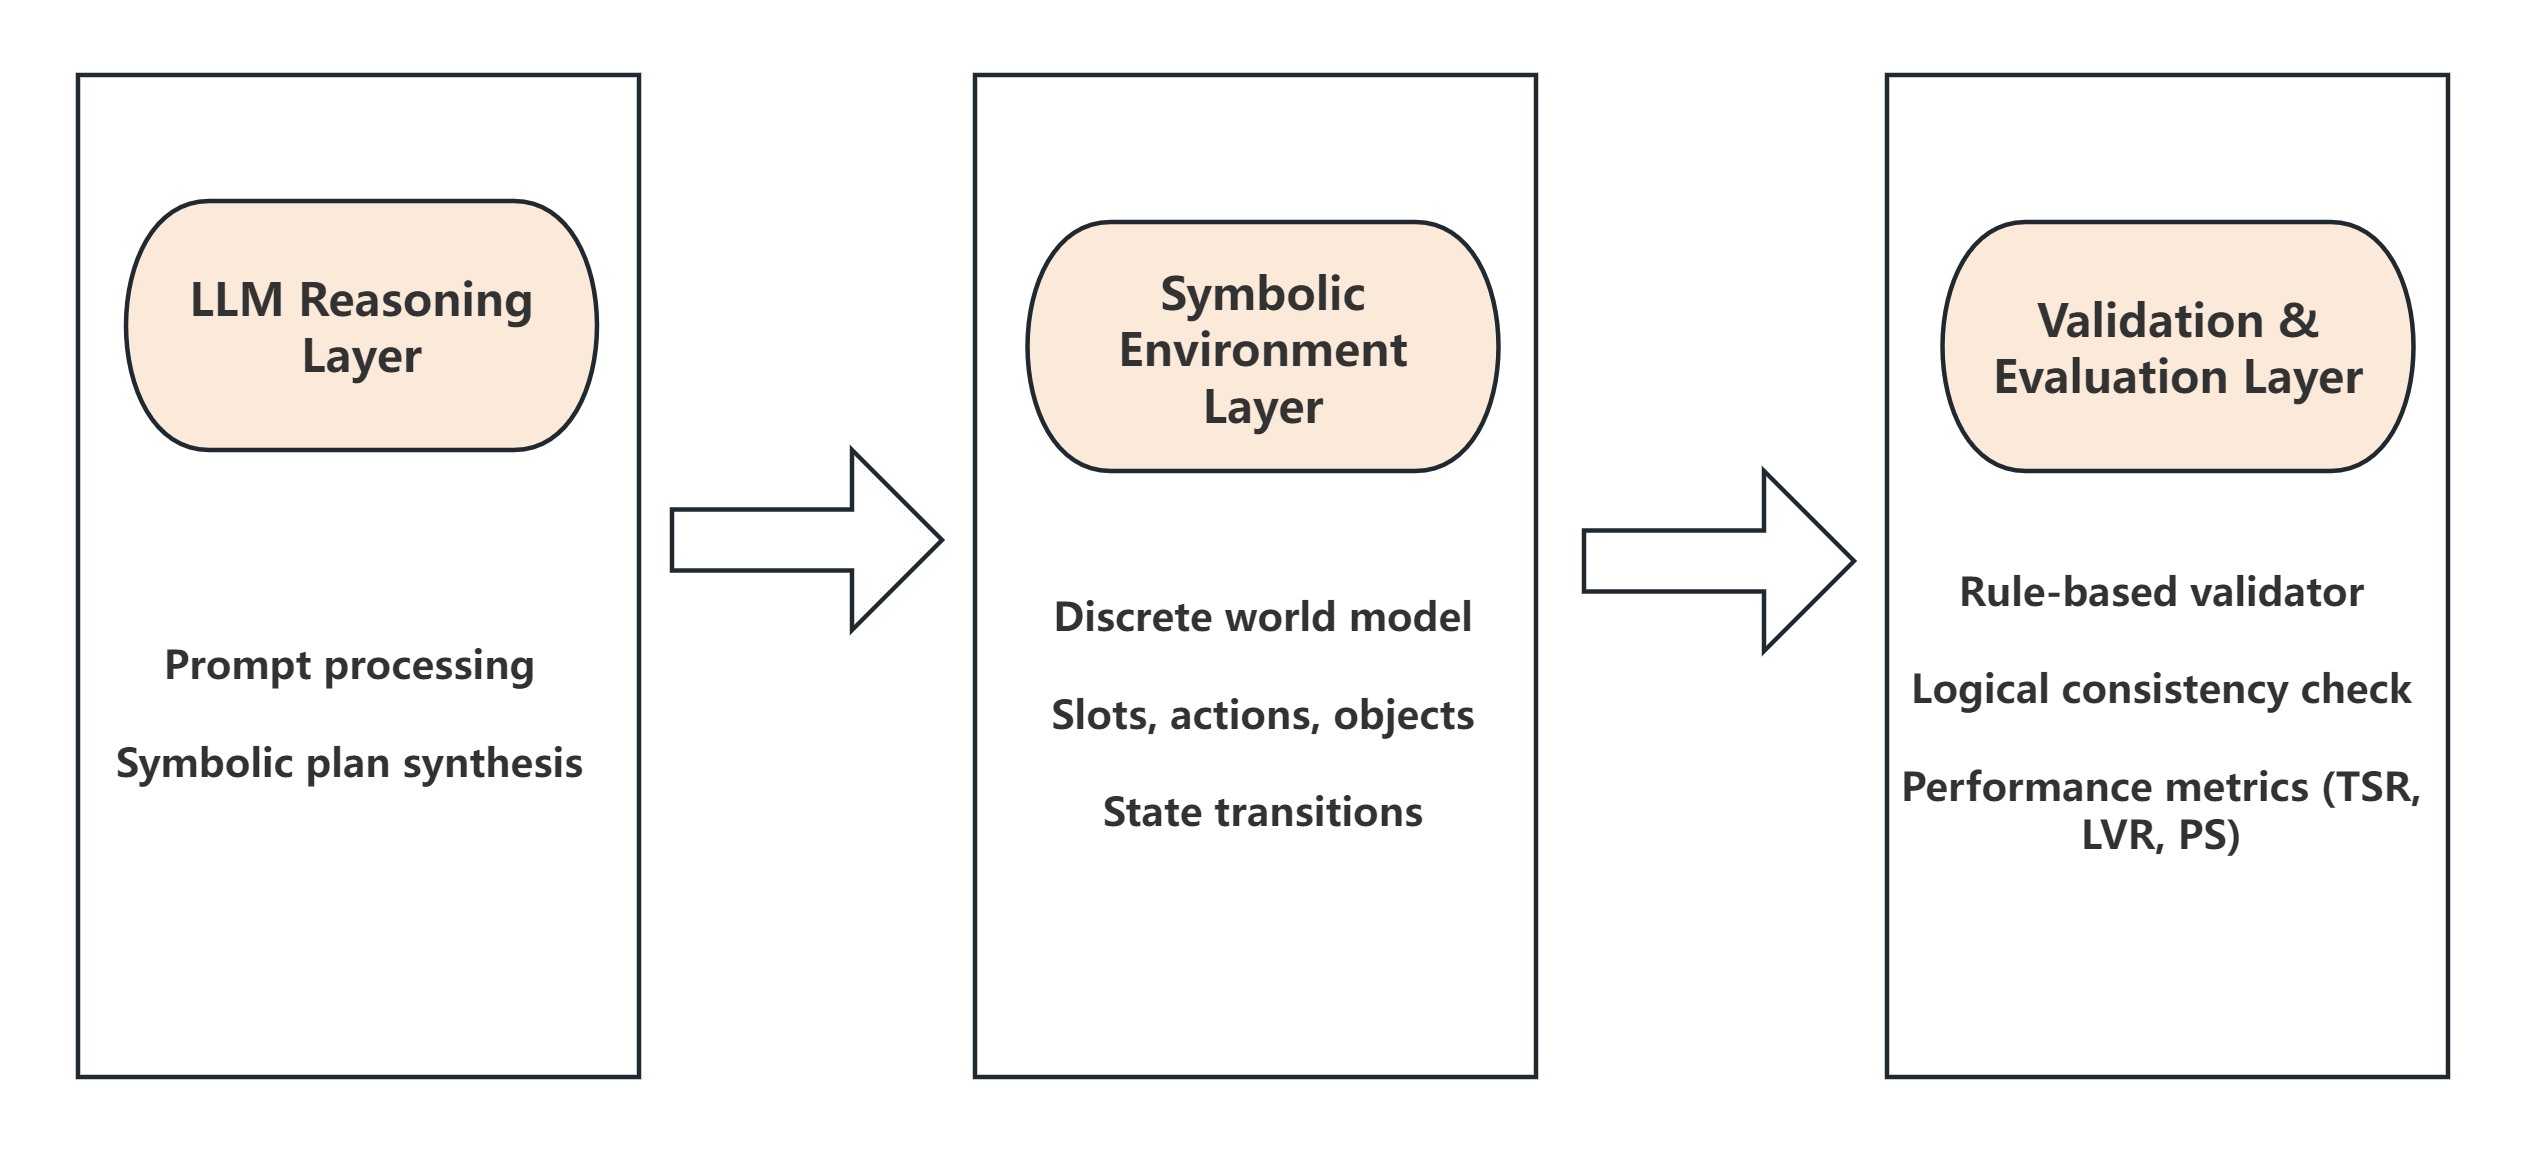 LLM Reasoning
Layer
Prompt processing
Symbolic plan synthesis
Symbolic
Environment
Layer
Discrete world model
Slots, actions, objects
State transitions
Validation &
Evaluation Layer
Rule-based validator
Logical consistency check
Performance metrics (TSR,
LVR, PS)